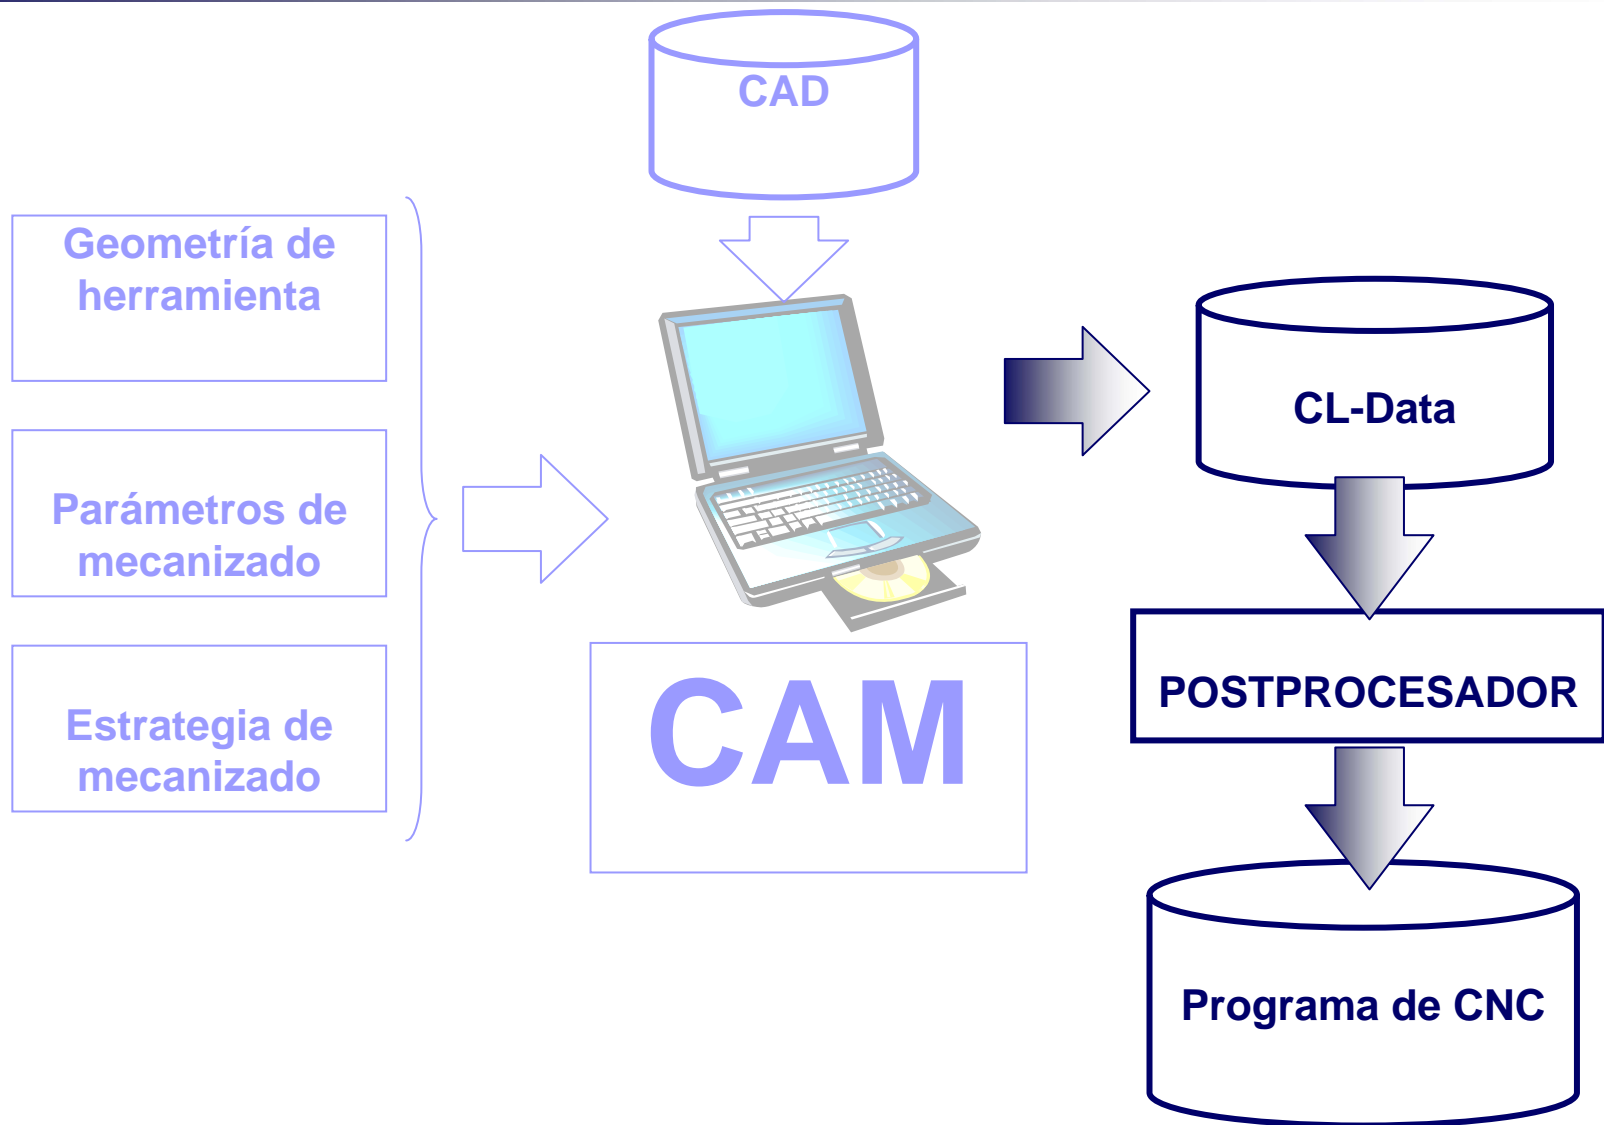 CAD
Geometría de
herramienta
Parámetros de
mecanizado
Estrategia de
mecanizado
CAM
CL-Data
POSTPROCESADOR
Programa de CNC